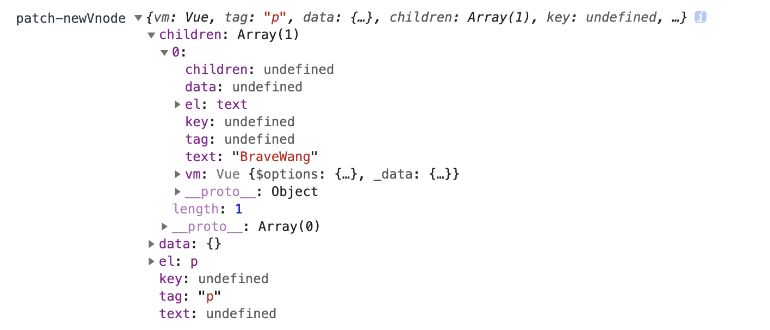 patch-newVnode ▼{vm: Vue, tag: "p", data: {…}, children: Array(1), key: undefined, …} i
▼children: Array(1)
▼0:
children: undefined
data: undefined
▶el: text
key: undefined
tag: undefined
text: "BraveWang"
▶vm: Vue {$options: {…}, _data: {…}}
▶__proto__: Object
length: 1
▶__proto__: Array(0)
▶data: {}
▶el: p
key: undefined
tag: "p"
text: undefined